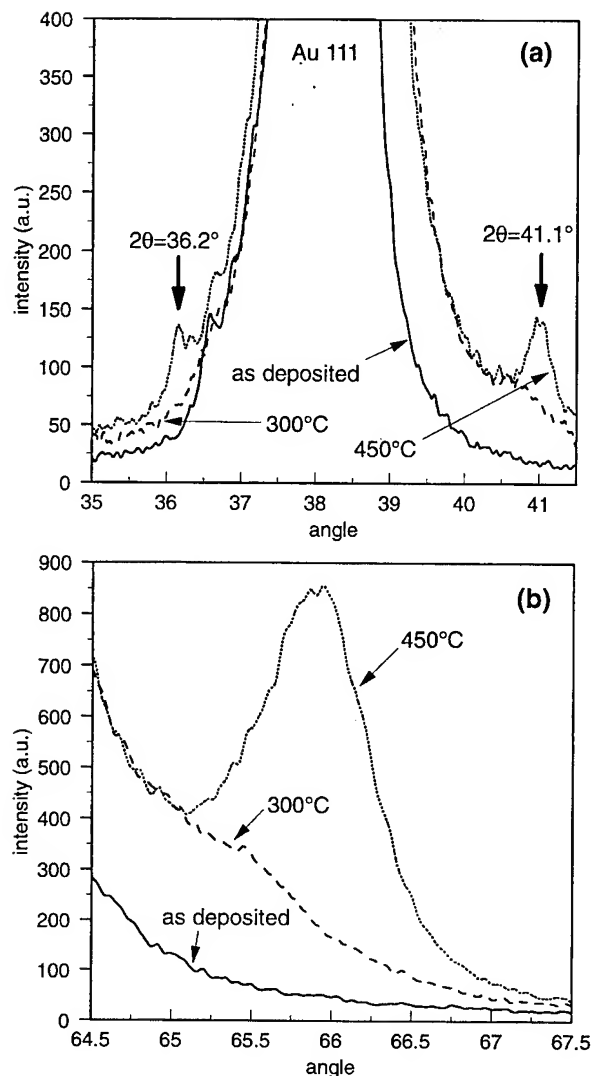 400
350
300
250
200
150
100
50
0
intensity (a.u.)
Au 111
(a)
2θ=36.2°
2θ=41.1°
as deposited
300°C
450°C
35 36 37 38 39 40 41
angle
900
800
700
600
500
400
300
200
100
0
intensity (a.u.)
(b)
450°C
300°C
as deposited
64.5 65 65.5 66 66.5 67 67.5
angle